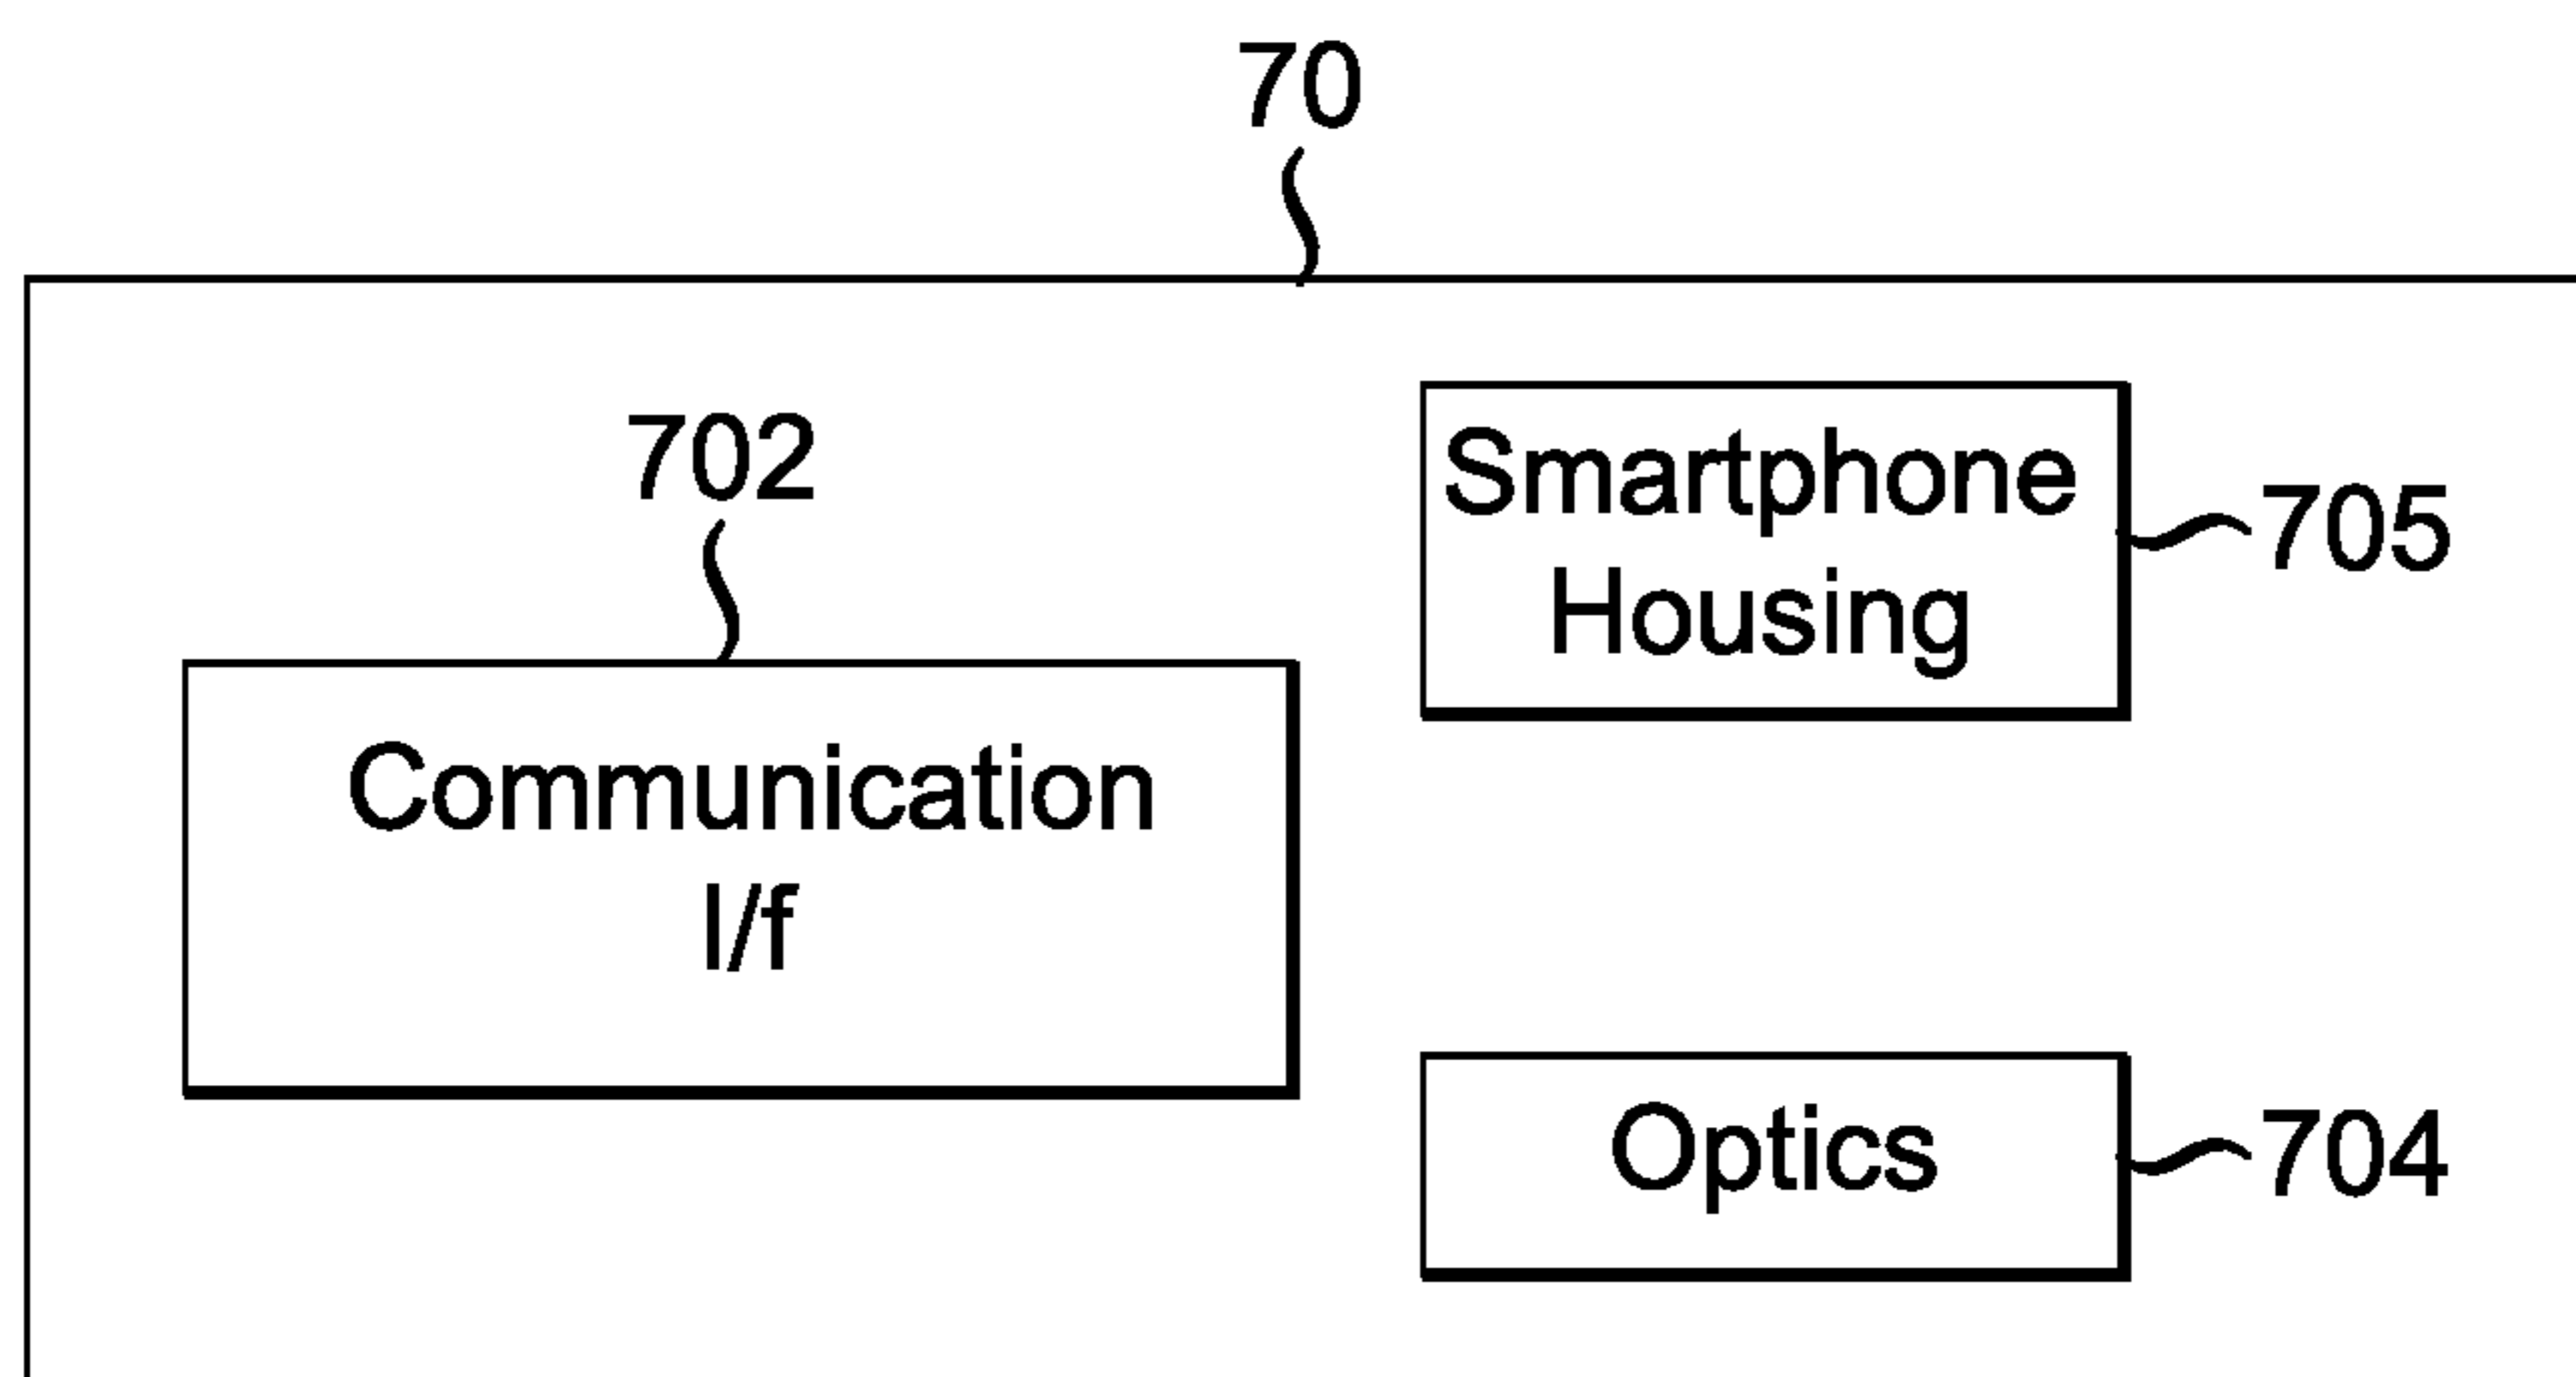 70
702
Smartphone
Housing
705
Communication
I/f
Optics
704